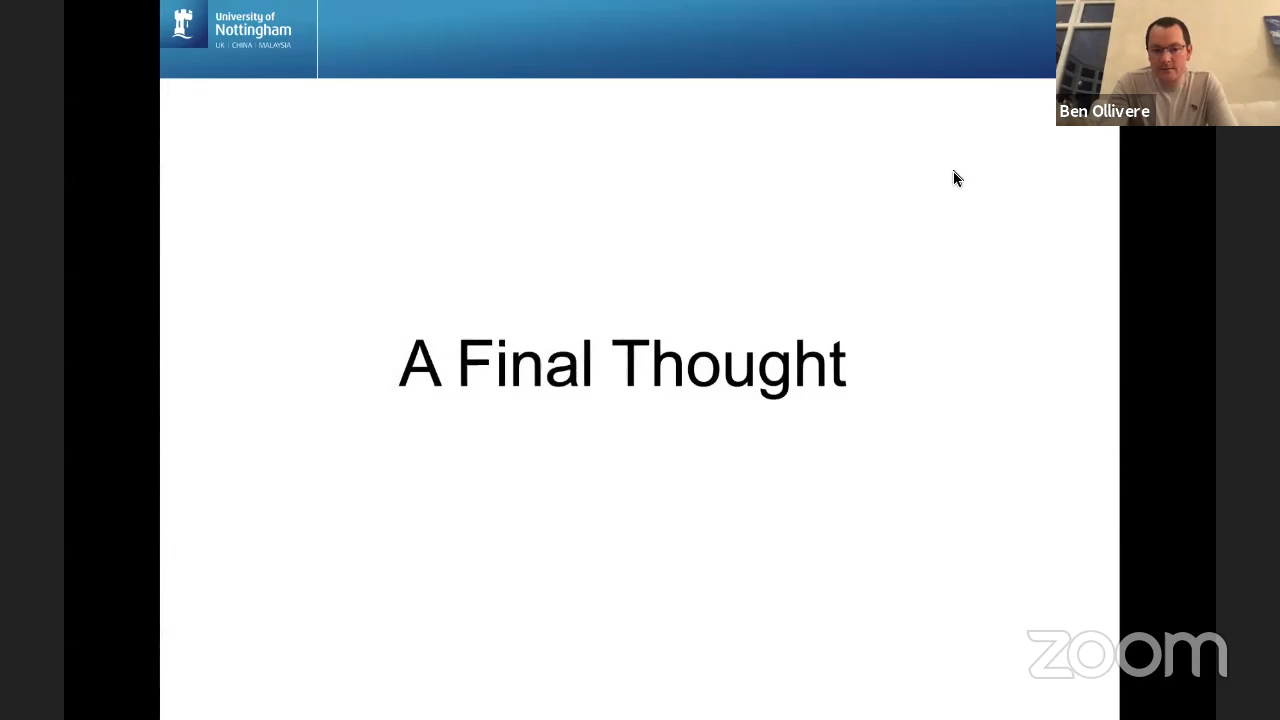 University of
Nottingham
UK | CHINA | MALAYSIA
Ben Ollivere
A Final Thought
zoom